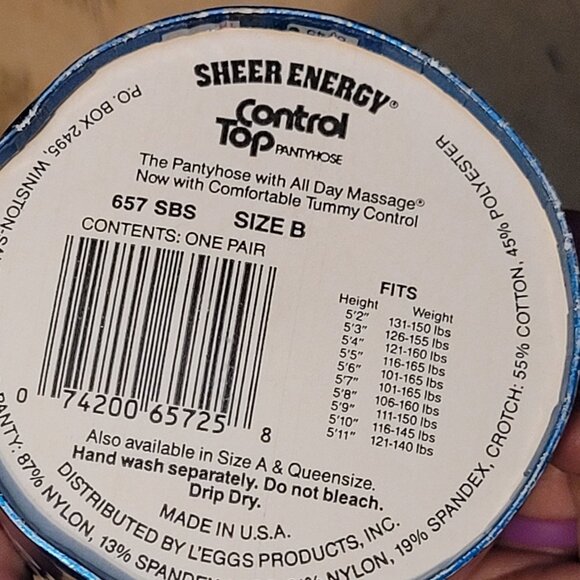 SHEER ENERGY®
Control
Top PANTYHOSE
The Pantyhose with All Day Massage®
Now with Comfortable Tummy Control
657 SBS SIZE B
CONTENTS: ONE PAIR
0 74200 65725 8
FITS
Height Weight
5'2" 131-150 lbs
5'3" 126-155 lbs
5'4" 121-160 lbs
5'5" 116-165 lbs
5'6" 101-165 lbs
5'7" 101-165 lbs
5'8" 106-160 lbs
5'9" 111-150 lbs
5'10" 116-145 lbs
5'11" 121-140 lbs
Also available in Size A & Queensize.
Hand wash separately. Do not bleach.
Drip Dry.
MADE IN U.S.A.
DISTRIBUTED BY L'EGGS PRODUCTS, INC.
P.O. BOX 2495, WINSTON-SA
PANTY: 87% NYLON, 13% SPANDEX
NYLON, 19% SPANDEX, CROTCH: 55% COTTON, 45% POLYESTER